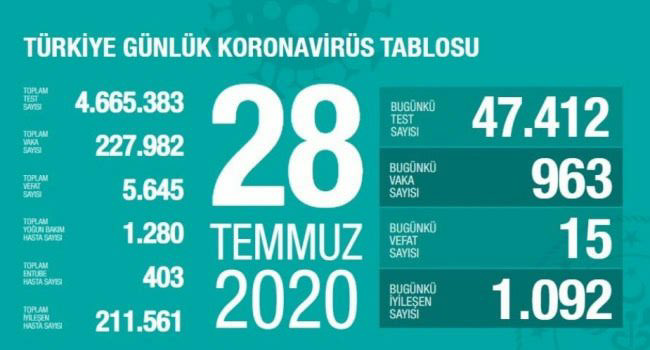 TÜRKİYE GÜNLÜK KORONAVİRÜS TABLOSU
TOPLAM
TEST
SAYISI
4.665.383
TOPLAM
VAKA
SAYISI
227.982
TOPLAM
VEFAT
SAYISI
5.645
TOPLAM
YOĞUN BAKIM
HASTA SAYISI
1.280
TOPLAM
ENTUBE
HASTA SAYISI
403
TOPLAM
İYİLEŞEN
HASTA SAYISI
211.561
28
TEMMUZ
2020
BUGÜNKÜ
TEST
SAYISI
47.412
BUGÜNKÜ
VAKA
SAYISI
963
BUGÜNKÜ
VEFAT
SAYISI
15
BUGÜNKÜ
İYİLEŞEN
SAYISI
1.092